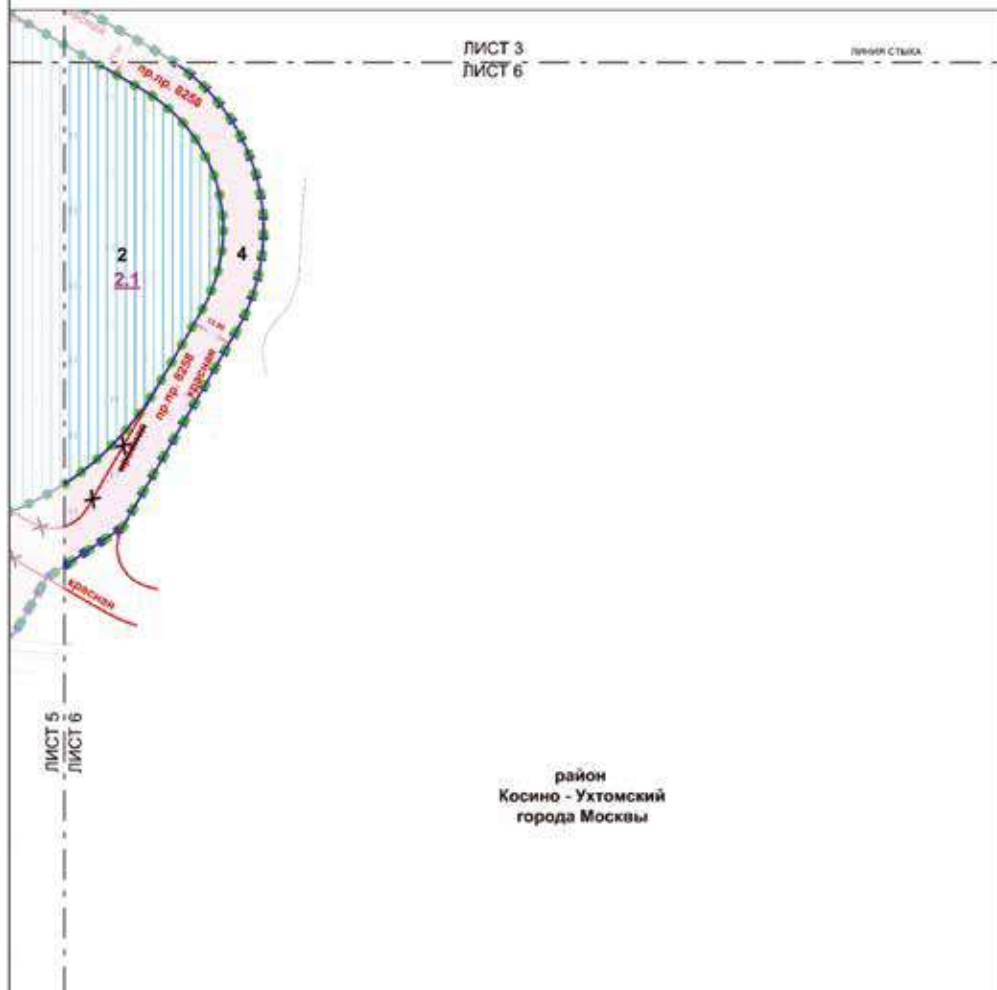 ЛИСТ 3
ЛИНИЯ СТЫКА
ЛИСТ 6
красная
пр.пр. 8258
2
4
2.1
пр.пр. 8258
красная
красная
ЛИСТ 5
ЛИСТ 6
район
Косино - Ухтомский
города Москвы